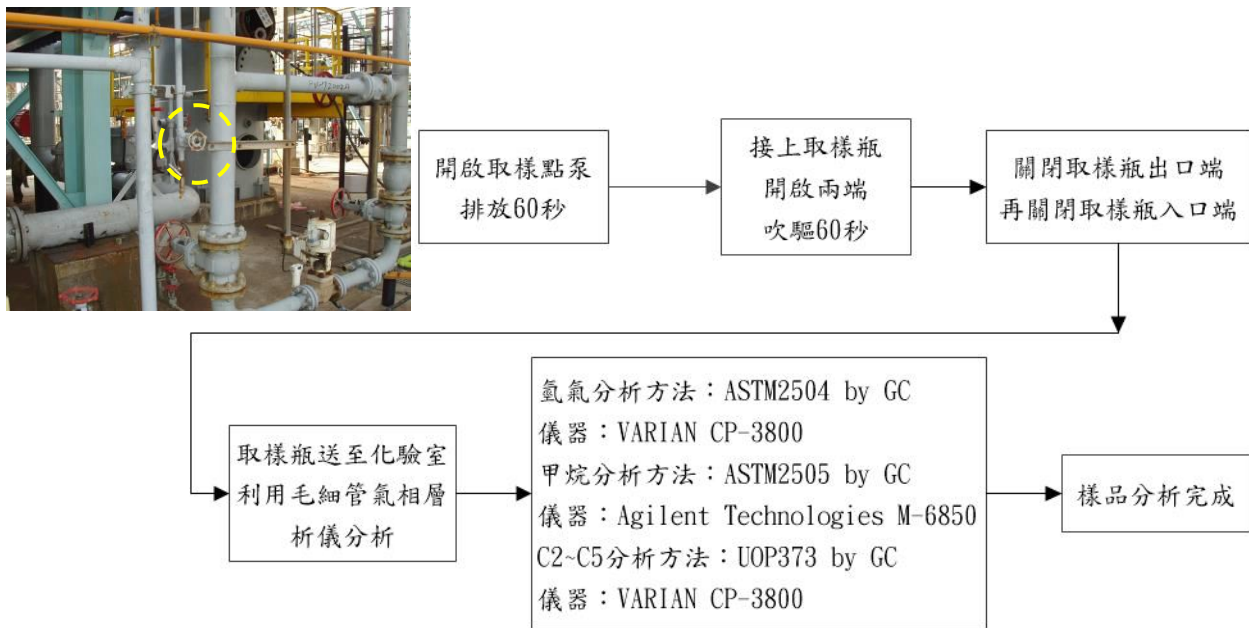 開啟取樣點泵
排放60秒
接上取樣瓶
開啟兩端
吹驅60秒
關閉取樣瓶出口端
再關閉取樣瓶入口端
取樣瓶送至化驗室
利用毛細管氣相層
析儀分析
氫氣分析方法：ASTM2504 by GC
儀器：VARIAN CP-3800
甲烷分析方法：ASTM2505 by GC
儀器：Agilent Technologies M-6850
C2~C5分析方法：UOP373 by GC
儀器：VARIAN CP-3800
樣品分析完成